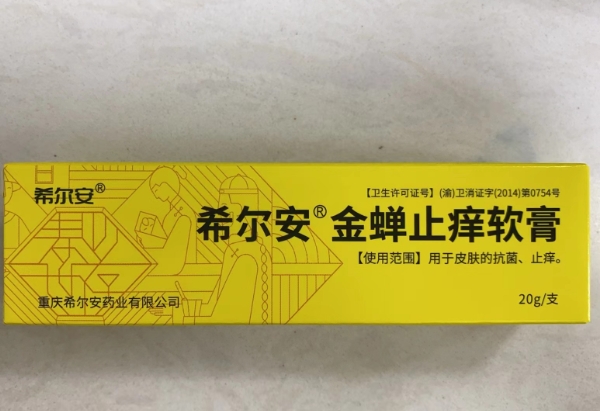 希尔安®
【卫生许可证号】(渝)卫消证字(2014)第0754号
希尔安®金蝉止痒软膏
【使用范围】用于皮肤的抗菌、止痒。
重庆希尔安药业有限公司
20g/支